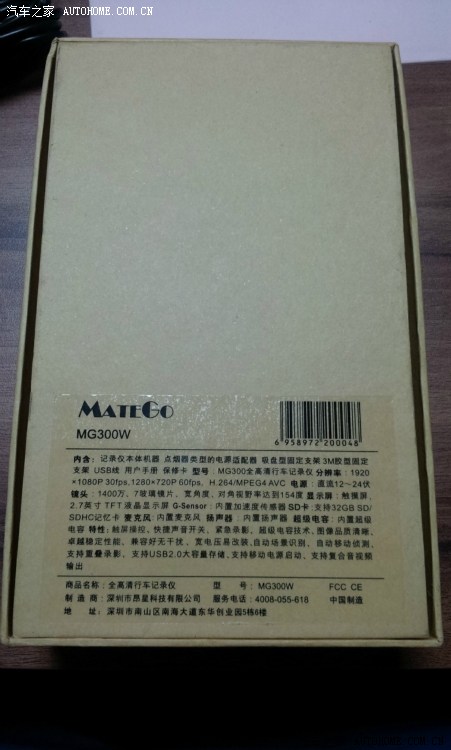 汽车之家 AUTOHOME.COM.CN
MATEGO
MG300W
6 958972 200048
内含：记录仪本体机器 点烟器类型的电源适配器 吸盘型固定支架 3M胶型固定
支架 USB线 用户手册 保修卡 型号：MG300全高清行车记录仪 分辨率：1920
×1080P 30fps,1280×720P 60fps, H.264/MPEG4 AVC 电源：直流12～24伏
镜头：1400万、7玻璃镜片、宽角度、对角视野率达到154度 显示屏：触摸屏、
2.7英寸TFT液晶显示屏 G-Sensor：内置加速度传感器 SD卡：支持32GB SD/
SDHC记忆卡 麦克风：内置麦克风 扬声器：内置扬声器 超级电容：内置超级
电容 特性：触屏操控、快捷声音开关、紧急录影、超级电容技术、图像品质清晰、
卓越稳定性能、兼容好无干扰、宽电压易改装,自动场景识别、自动移动侦测、
支持重叠录影、支持USB2.0大容量存储,支持移动电源启动、支持复合音视频
输出
商品名称：全高清行车记录仪 型号：MG300W FCC CE
制造商：深圳市昂星科技有限公司 服务电话：4008-055-618 中国制造
地址：深圳市南山区南海大道东华创业园5栋6楼